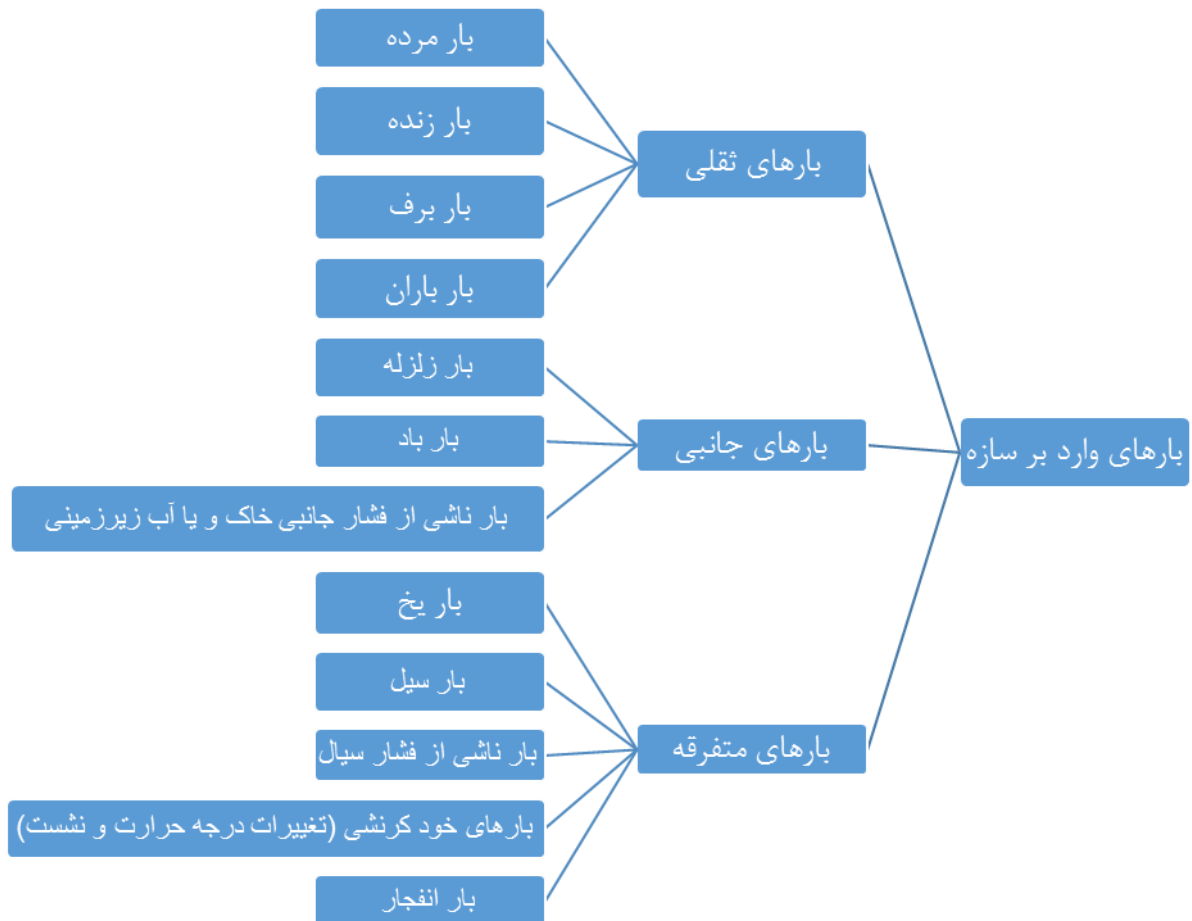 بارهای وارد بر سازه
بارهای ثقلی
بار مرده
بار زنده
بار برف
بار باران
بارهای جانبی
بار زلزله
بار باد
بار ناشی از فشار جانبی خاک و یا آب زیرزمینی
بارهای متفرقه
بار یخ
بار سیل
بار ناشی از فشار سیال
بارهای خود کرنشی (تغییرات درجه حرارت و نشست)
بار انفجار